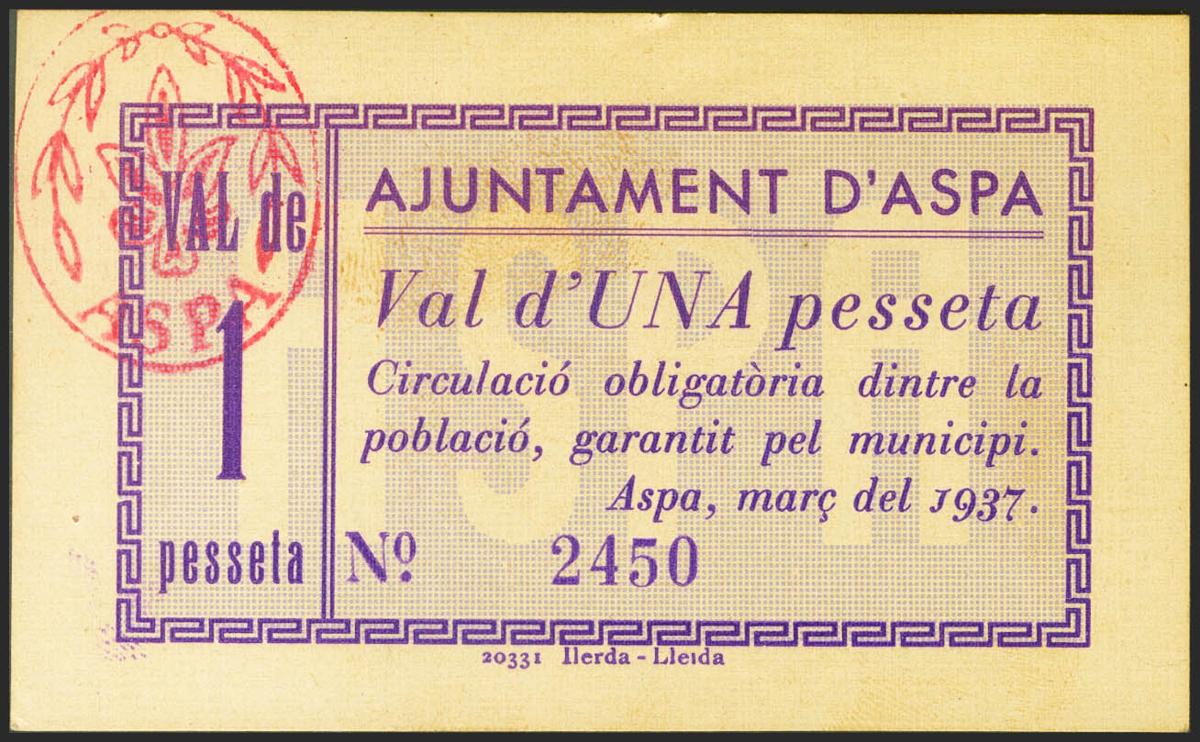 ASPA
VAL de
1
pesseta
AJUNTAMENT D'ASPA
Val d'UNA pesseta
Circulació obligatòria dintre la
població, garantit pel municipi.
Aspa, març del 1937.
Nº 2450
20331 Ilerda - Lleida